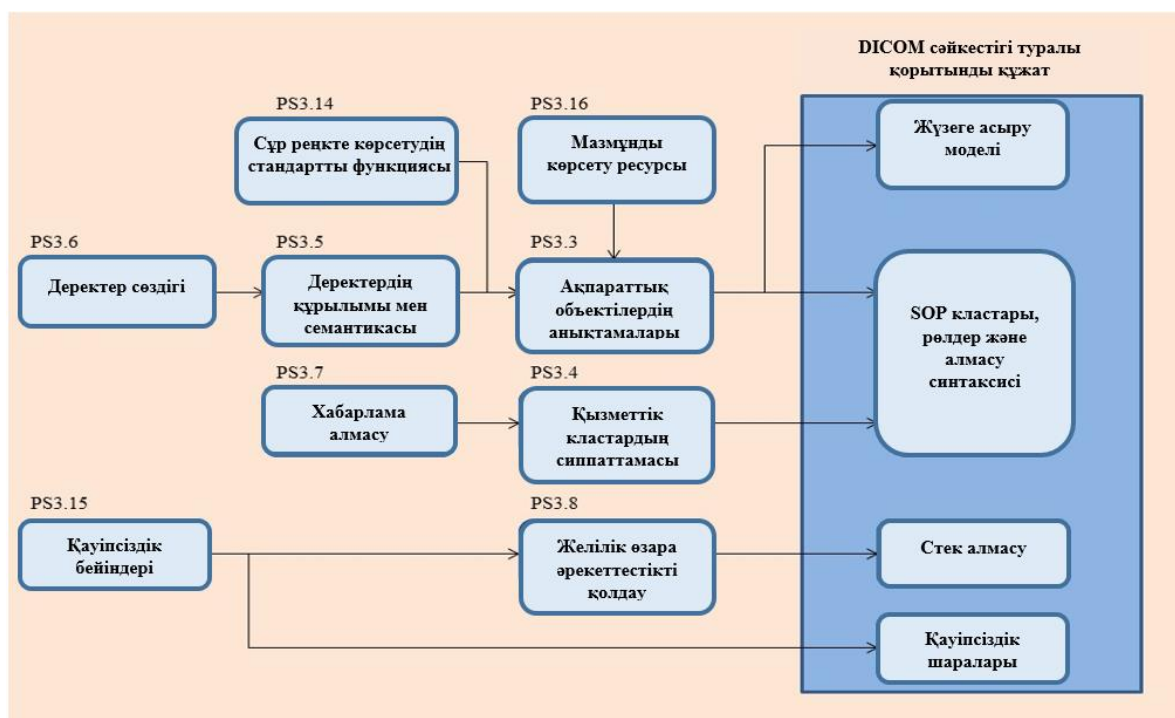 DICOM сәйкестігі туралы
қорытынды құжат
PS3.14
Сұр реңкте көрсетудің
стандартты функциясы
PS3.16
Мазмұнды
көрсету ресурсы
Жүзеге асыру
моделі
PS3.6
Деректер сөздігі
PS3.5
Деректердің
құрылымы мен
семантикасы
PS3.3
Ақпараттық
объектілердің
анықтамалары
SOP кластары,
рөлдер және
алмасу
синтаксисі
PS3.7
Хабарлама
алмасу
PS3.4
Қызметтік
кластардың
сиппаттамасы
PS3.15
Қауіпсіздік
бейіндері
PS3.8
Желілік өзара
әрекеттестікті
қолдау
Стек алмасу
Қауіпсіздік
шаралары